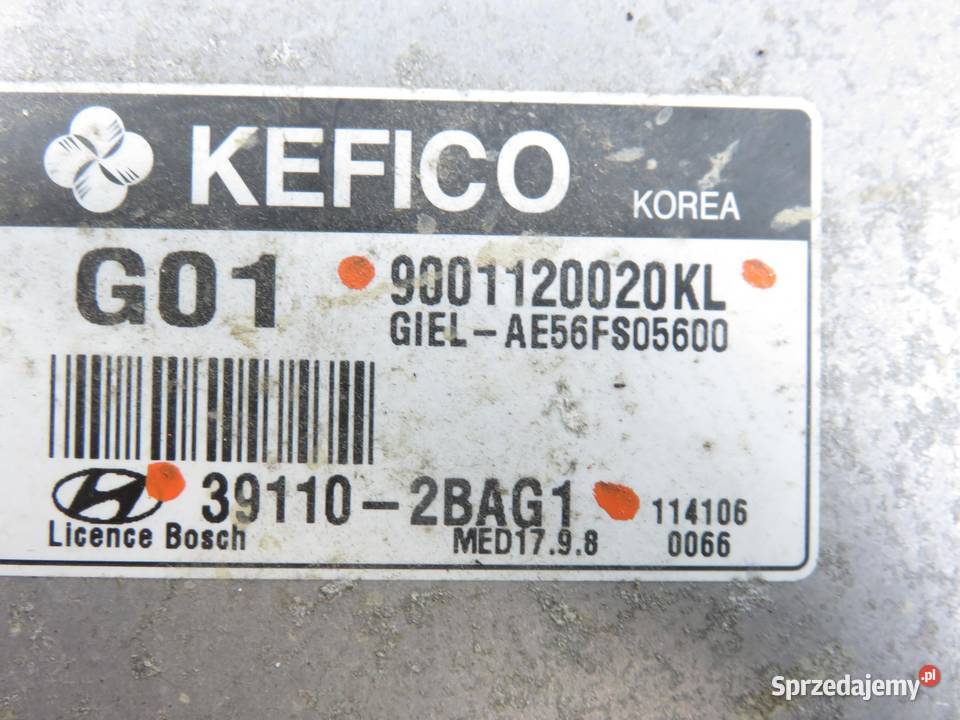 KEFICO
KOREA
G01
9001120020KL
GIEL-AE56FS05600
39110-2BAG1
114106
Licence Bosch
MED17.9.8
0066
Sprzedajemy.pl